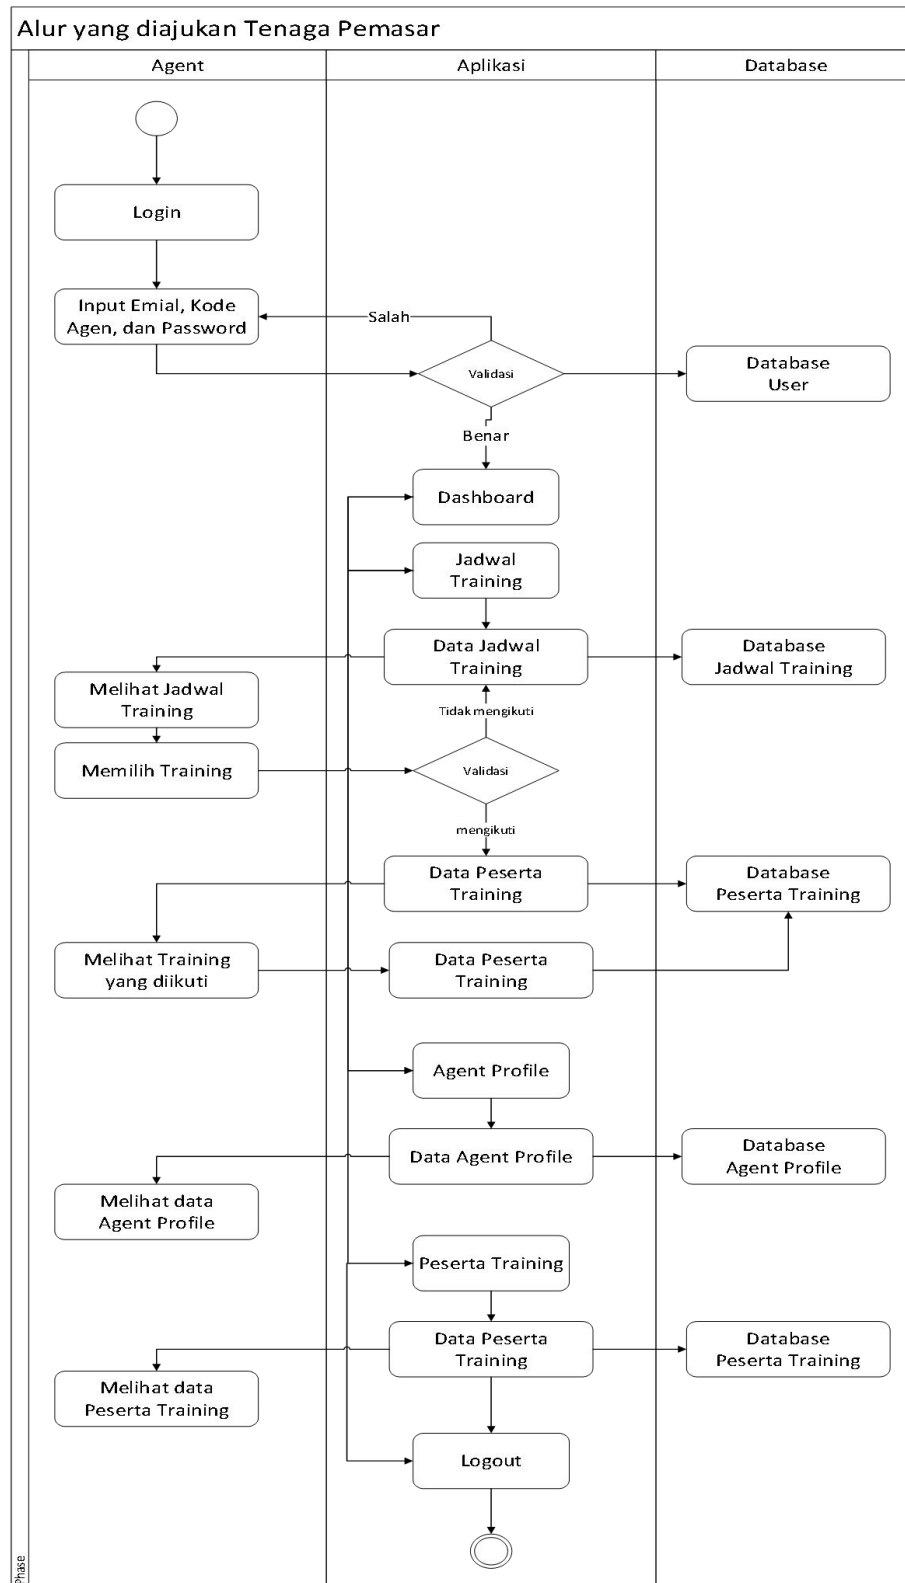 Alur yang diajukan Tenaga Pemasar
Agent
Aplikasi
Database
Login
Input Emial, Kode
Agen, dan Password
Salah
Validasi
Database
User
Benar
Dashboard
Jadwal
Training
Data Jadwal
Training
Database
Jadwal Training
Melihat Jadwal
Training
Tidak mengikuti
Memilih Training
Validasi
mengikuti
Data Peserta
Training
Database
Peserta Training
Melihat Training
yang diikuti
Data Peserta
Training
Agent Profile
Data Agent Profile
Database
Agent Profile
Melihat data
Agent Profile
Peserta Training
Data Peserta
Training
Database
Peserta Training
Melihat data
Peserta Training
Logout
Phase